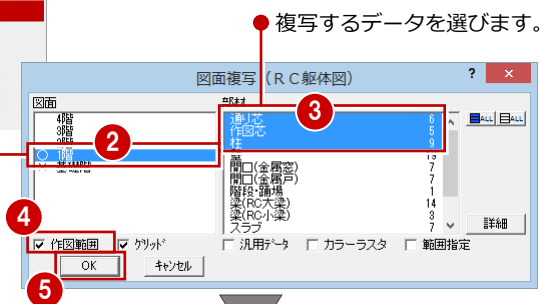 複写するデータを選びます。
図面複写（ＲＣ躯体図） ? ×
図面
部材
4階
3階
2
3
通り芯 6
作図芯 5
柱 9
○ 1階
基礎階
19
開口(金属窓) 7
開口(金属戸) 7
階段・踊場 1
梁(RC大梁) 14
梁(RC小梁) 3
スラブ 7
ALL ALL
詳細
4
作図範囲 グリッド 汎用データ カラーラスタ 範囲指定
OK キャンセル
5